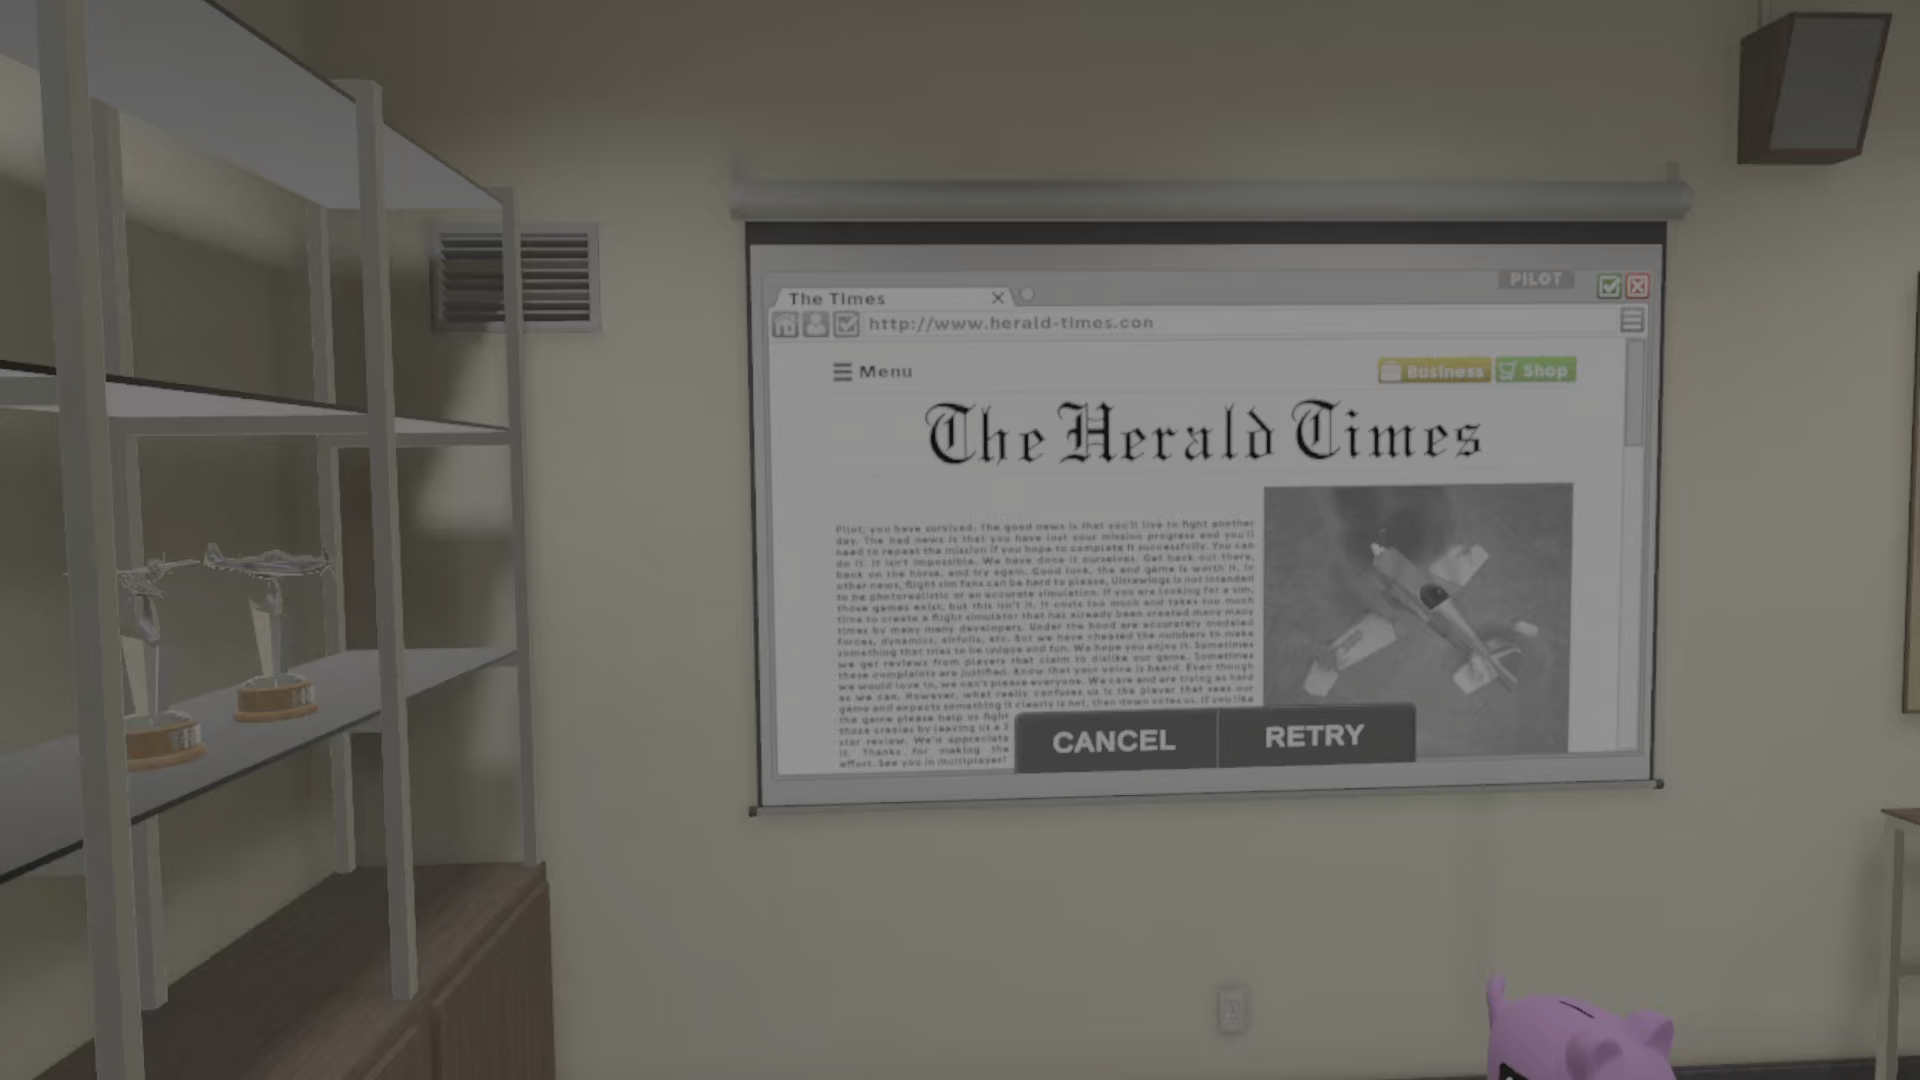 PILOT
The Times
http://www.herald-times.con
Menu
Business Shop
The Herald Times
Pilot, you have survived. The good news is that you'll live to fight another
day. The bad news is that you have lost your mission progress and you'll
need to repeat the mission if you hope to complete it successfully. You can
do it. It isn't impossible. We have done it ourselves. Get back out there,
back on the horse, and try again. Good luck, the end game is worth it. In
other news, flight sim fans can be hard to please, Ultrawings is not intended
to be photorealistic or an accurate simulation. If you are looking for a sim,
those games exist, but this isn't it. It costs too much and takes too much
time to create a flight simulator that has already been created many many
times by many many developers. Under the hood are accurately modeled
forces, dynamics, airfoils, etc. But we have cheated the numbers to make
something that tries to be unique and fun. We hope you enjoy it. Sometimes
we get reviews from players that claim to dislike our game. Sometimes
these complaints are justified. Know that your voice is heard. Even though
we would love to, we can't please everyone. We care and are trying as hard
as we can. However, what really confuses us is the player that sees our
game and expects something it clearly is not, then down votes us. If you like
the game please help us fight
those crazies by leaving us a 5
star review. We'd appreciate
it. Thanks for making the
effort. See you in multiplayer!
CANCEL RETRY